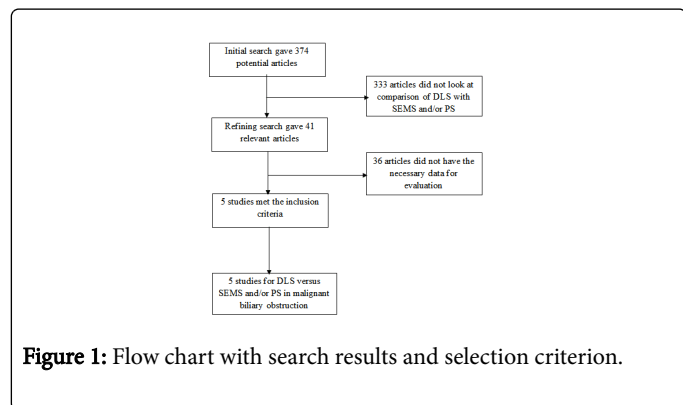 Initial search gave 374
potential articles
333 articles did not look at
comparison of DLS with
SEMS and/or PS
Refining search gave 41
relevant articles
36 articles did not have the
necessary data for
evaluation
5 studies met the inclusion
criteria
5 studies for DLS versus
SEMS and/or PS in malignant
biliary obstruction
Figure 1: Flow chart with search results and selection criterion.